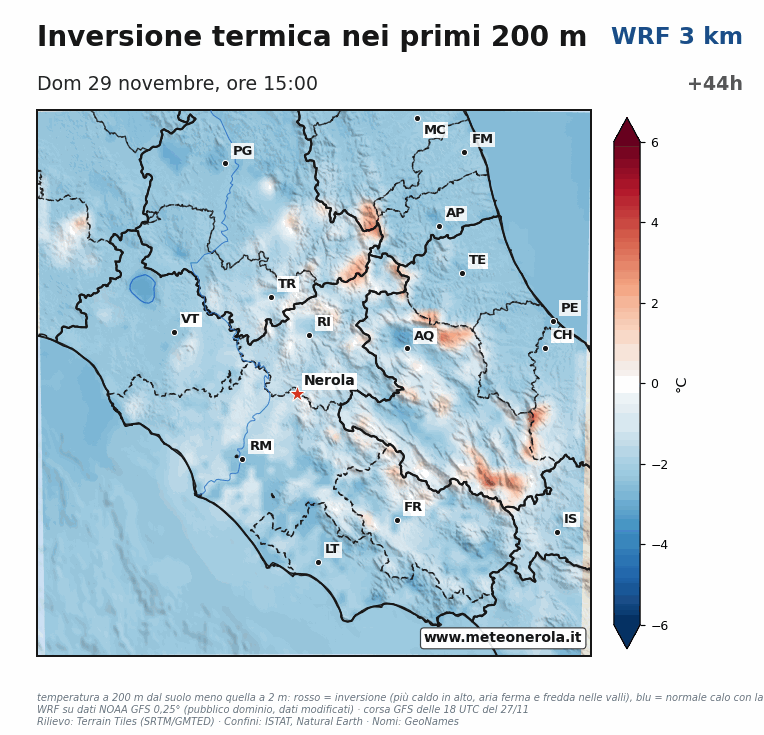 Inversione termica nei primi 200 m WRF 3 km
Dom 29 novembre, ore 15:00 +44h
MC
FM
PG
AP
TE
TR
PE
VT
RI
AQ
CH
Nerola
RM
FR
IS
LT
www.meteonerola.it
6
4
2
0
−2
−4
−6
°C
temperatura a 200 m dal suolo meno quella a 2 m: rosso = inversione (più caldo in alto, aria ferma e fredda nelle valli), blu = normale calo con la
WRF su dati NOAA GFS 0,25° (pubblico dominio, dati modificati) · corsa GFS delle 18 UTC del 27/11
Rilievo: Terrain Tiles (SRTM/GMTED) · Confini: ISTAT, Natural Earth · Nomi: GeoNames